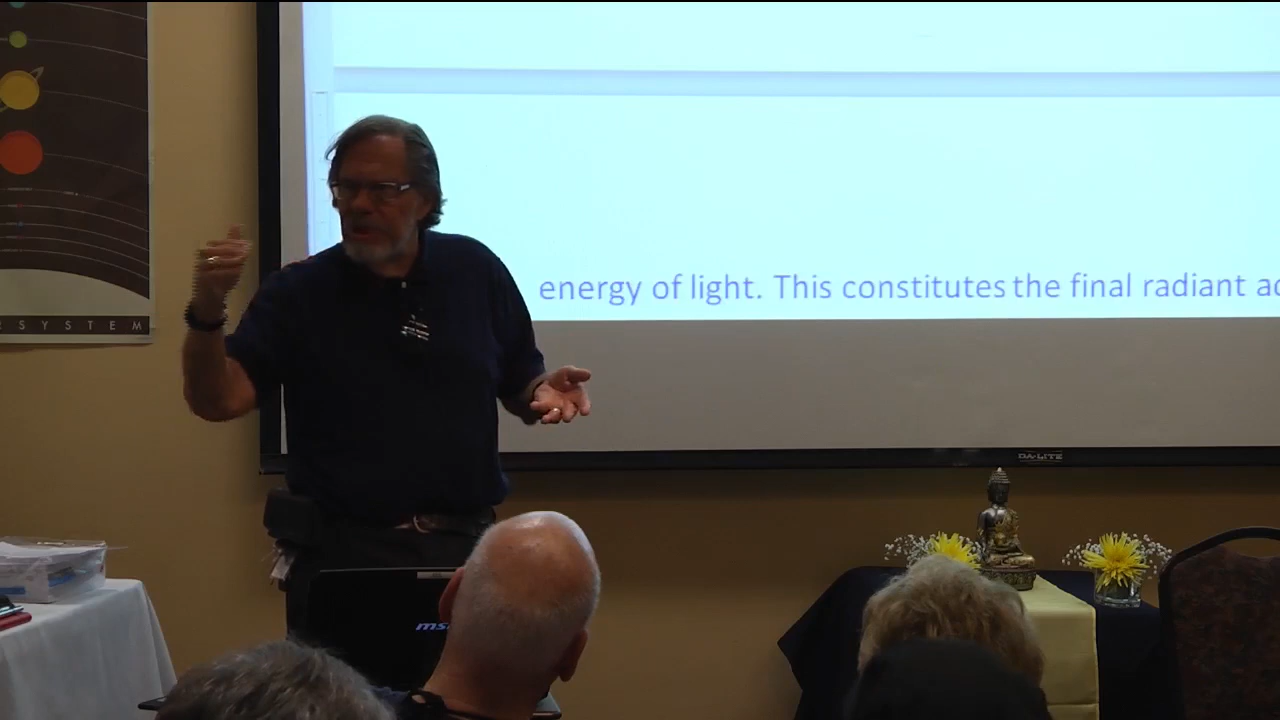 energy of light. This constitutes the final radiant
SYSTEM
DA-LITE
msi